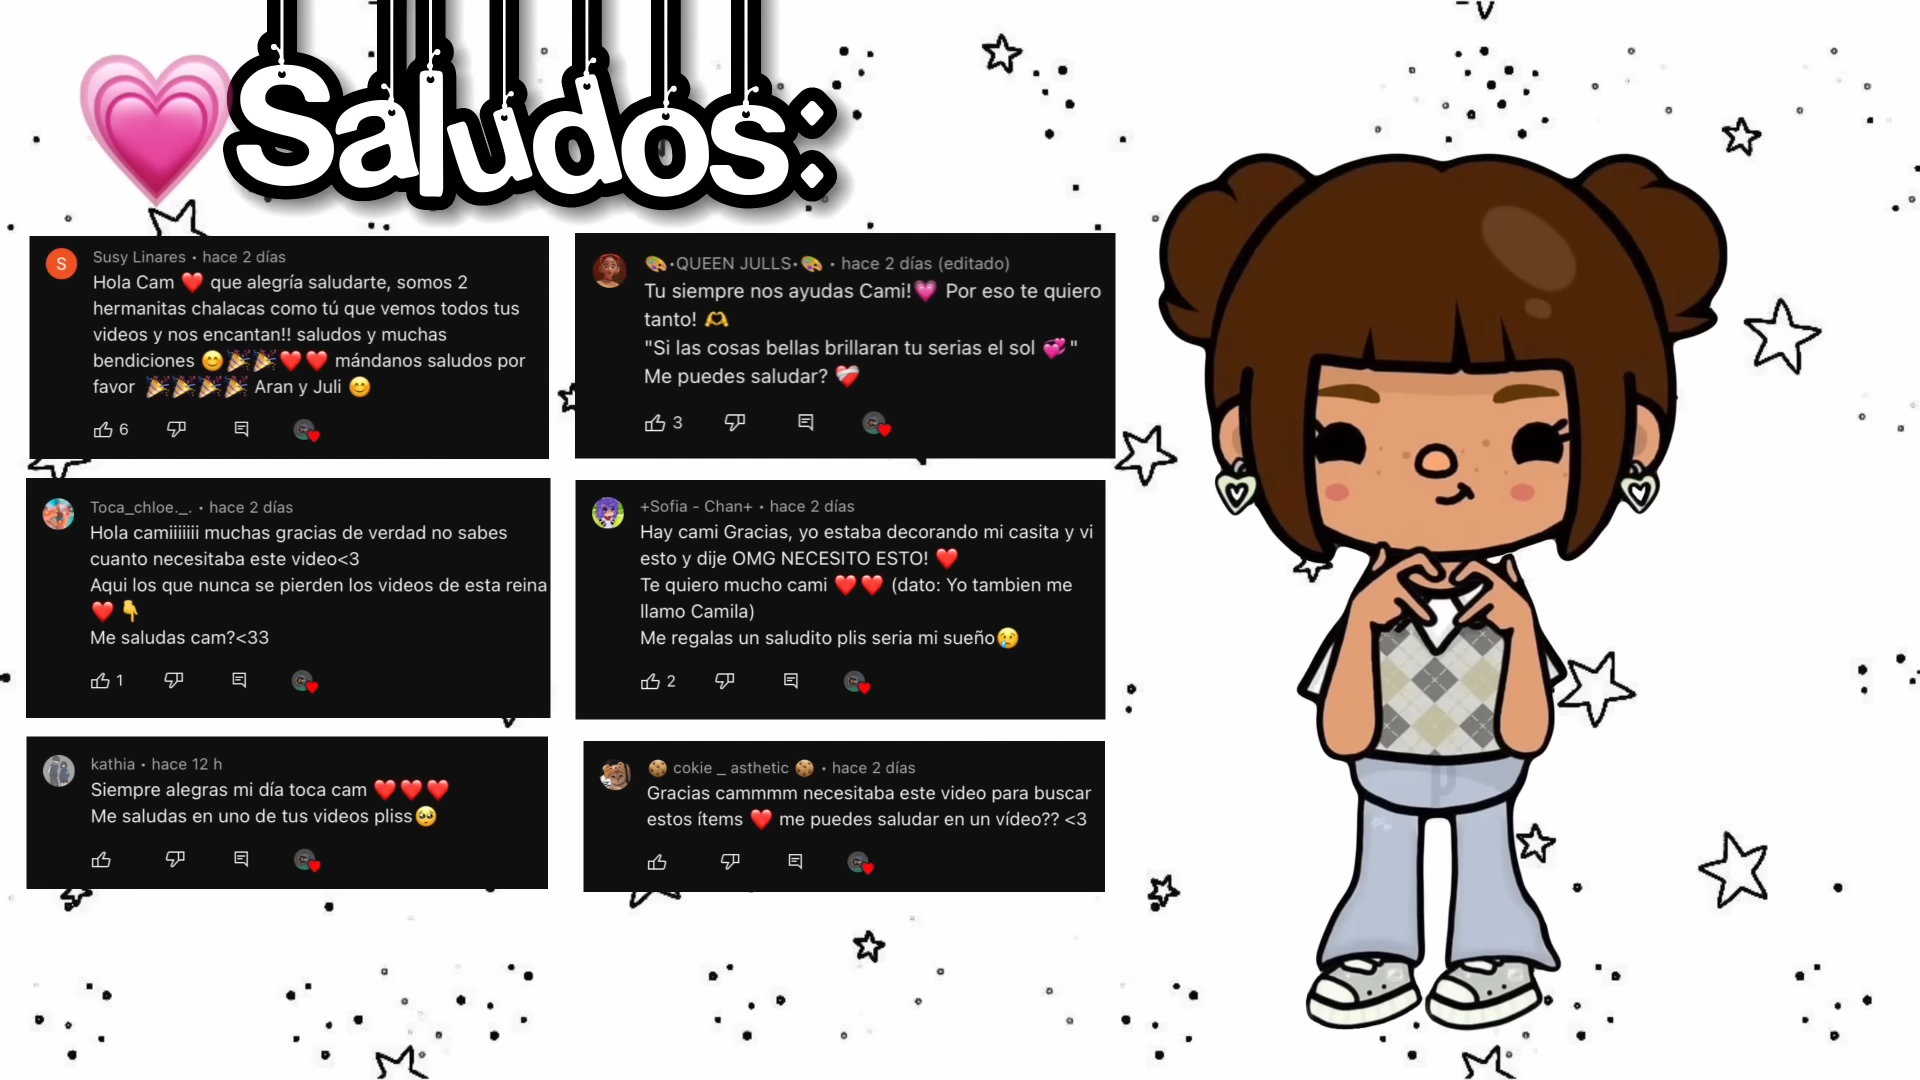 💗Saludos:
Susy Linares • hace 2 días
Hola Cam ❤️ que alegría saludarte, somos 2
hermanitas chalacas como tú que vemos todos tus
videos y nos encantan!! saludos y muchas
bendiciones 😊🎉🎉❤️❤️ mándanos saludos por
favor 🎉🎉🎉🎉 Aran y Juli 😊
6
🎨•QUEEN JULLS•🎨 • hace 2 días (editado)
Tu siempre nos ayudas Cami!💗 Por eso te quiero
tanto! 🫶
"Si las cosas bellas brillaran tu serias el sol 💞"
Me puedes saludar? ❤️‍🩹
3
Toca_chloe._. • hace 2 días
Hola camiiiiiii muchas gracias de verdad no sabes
cuanto necesitaba este video<3
Aqui los que nunca se pierden los videos de esta reina
❤️👇
Me saludas cam?<33
1
+Sofia - Chan+ • hace 2 días
Hay cami Gracias, yo estaba decorando mi casita y vi
esto y dije OMG NECESITO ESTO! ❤️
Te quiero mucho cami ❤️❤️ (dato: Yo tambien me
llamo Camila)
Me regalas un saludito plis seria mi sueño😢
2
kathia • hace 12 h
Siempre alegras mi día toca cam ❤️❤️❤️
Me saludas en uno de tus videos pliss🥺
🍪 cokie _ asthetic 🍪 • hace 2 días
Gracias cammmm necesitaba este video para buscar
estos ítems ❤️ me puedes saludar en un vídeo?? <3